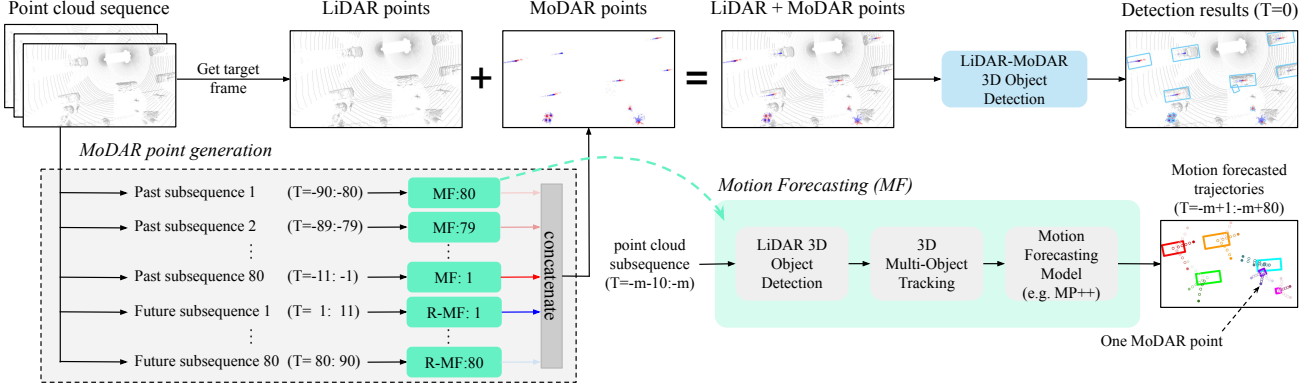 Point cloud sequence
LiDAR points
MoDAR points
LiDAR + MoDAR points
Detection results (T=0)
Get target
frame
+
=
LiDAR-MoDAR
3D Object
Detection
MoDAR point generation
Past subsequence 1 (T=-90:-80) MF:80
Past subsequence 2 (T=-89:-79) MF:79
⋮ ⋮
Past subsequence 80 (T=-11: -1) MF: 1
Future subsequence 1 (T= 1: 11) R-MF: 1
⋮ ⋮
Future subsequence 80 (T= 80: 90) R-MF:80
concatenate
Motion Forecasting (MF)
point cloud
subsequence
(T=-m-10:-m)
LiDAR 3D
Object
Detection
3D
Multi-Object
Tracking
Motion
Forecasting
Model
(e.g. MP++)
Motion forecasted
trajectories
(T=-m+1:-m+80)
One MoDAR point